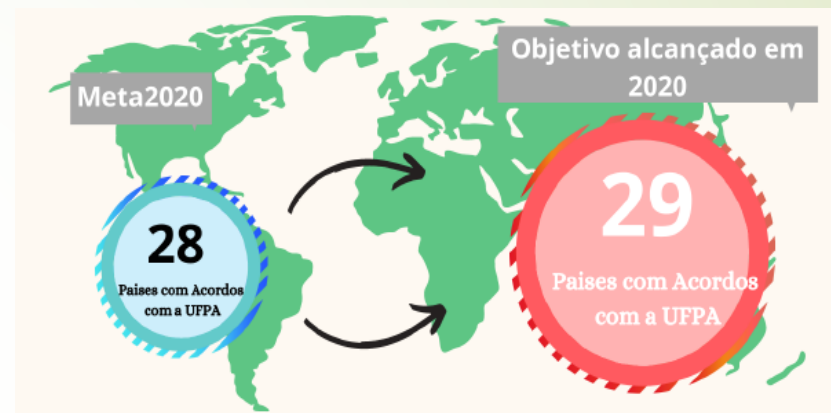 Meta2020
28
Paises com Acordos
com a UFPA
Objetivo alcançado em
2020
29
Paises com Acordos
com a UFPA